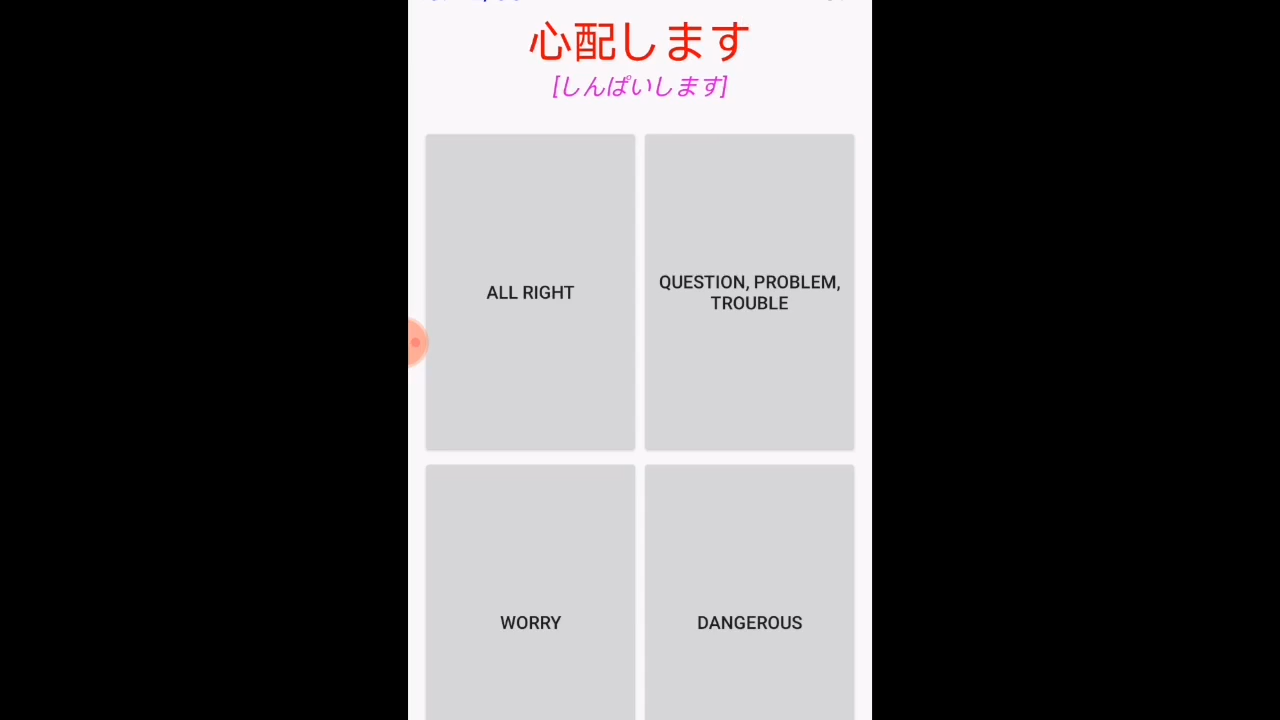 心配します
[しんぱいします]
ALL RIGHT
QUESTION, PROBLEM,
TROUBLE
WORRY
DANGEROUS